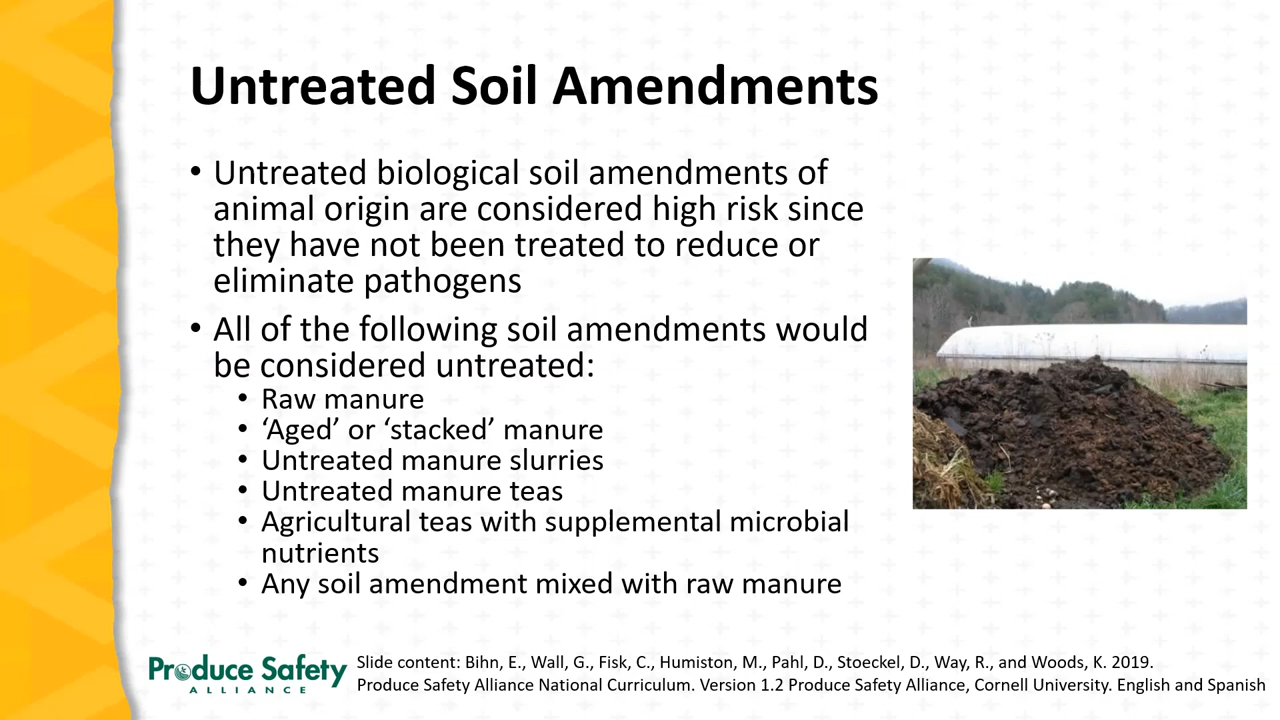 Untreated Soil Amendments
• Untreated biological soil amendments of
animal origin are considered high risk since
they have not been treated to reduce or
eliminate pathogens
• All of the following soil amendments would
be considered untreated:
• Raw manure
• ‘Aged’ or ‘stacked’ manure
• Untreated manure slurries
• Untreated manure teas
• Agricultural teas with supplemental microbial
nutrients
• Any soil amendment mixed with raw manure
Produce Safety
ALLIANCE
Slide content: Bihn, E., Wall, G., Fisk, C., Humiston, M., Pahl, D., Stoeckel, D., Way, R., and Woods, K. 2019.
Produce Safety Alliance National Curriculum. Version 1.2 Produce Safety Alliance, Cornell University. English and Spanish